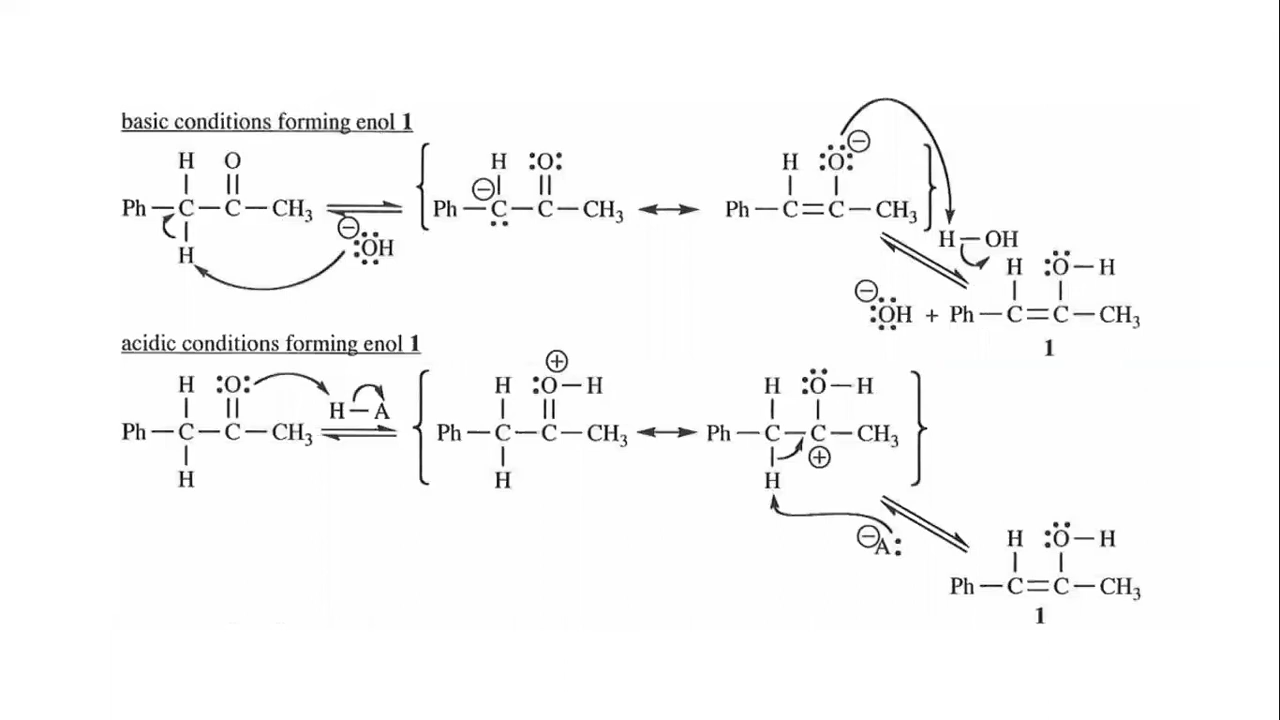 basic conditions forming enol 1
H O H :O: H :O: ⊖
Ph—C—C—CH₃ ⇌ { Ph—C—C—CH₃ ⟷ Ph—C=C—CH₃ }
H ⊖ :OH ⊖ H—OH
H :O—H
⊖ :OH + Ph—C=C—CH₃
1
acidic conditions forming enol 1
⊕
H :O: H :O—H H :O—H
H—A
Ph—C—C—CH₃ ⇌ { Ph—C—C—CH₃ ⟷ Ph—C—C—CH₃ }
⊕
H H H
⊖ A:
H :O—H
Ph—C=C—CH₃
1